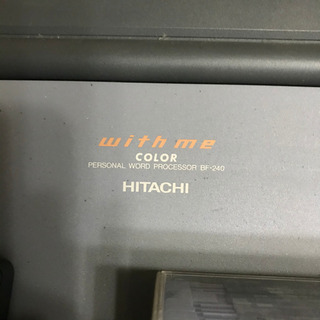 with me
COLOR
PERSONAL WORD PROCESSOR BF-240
HITACHI